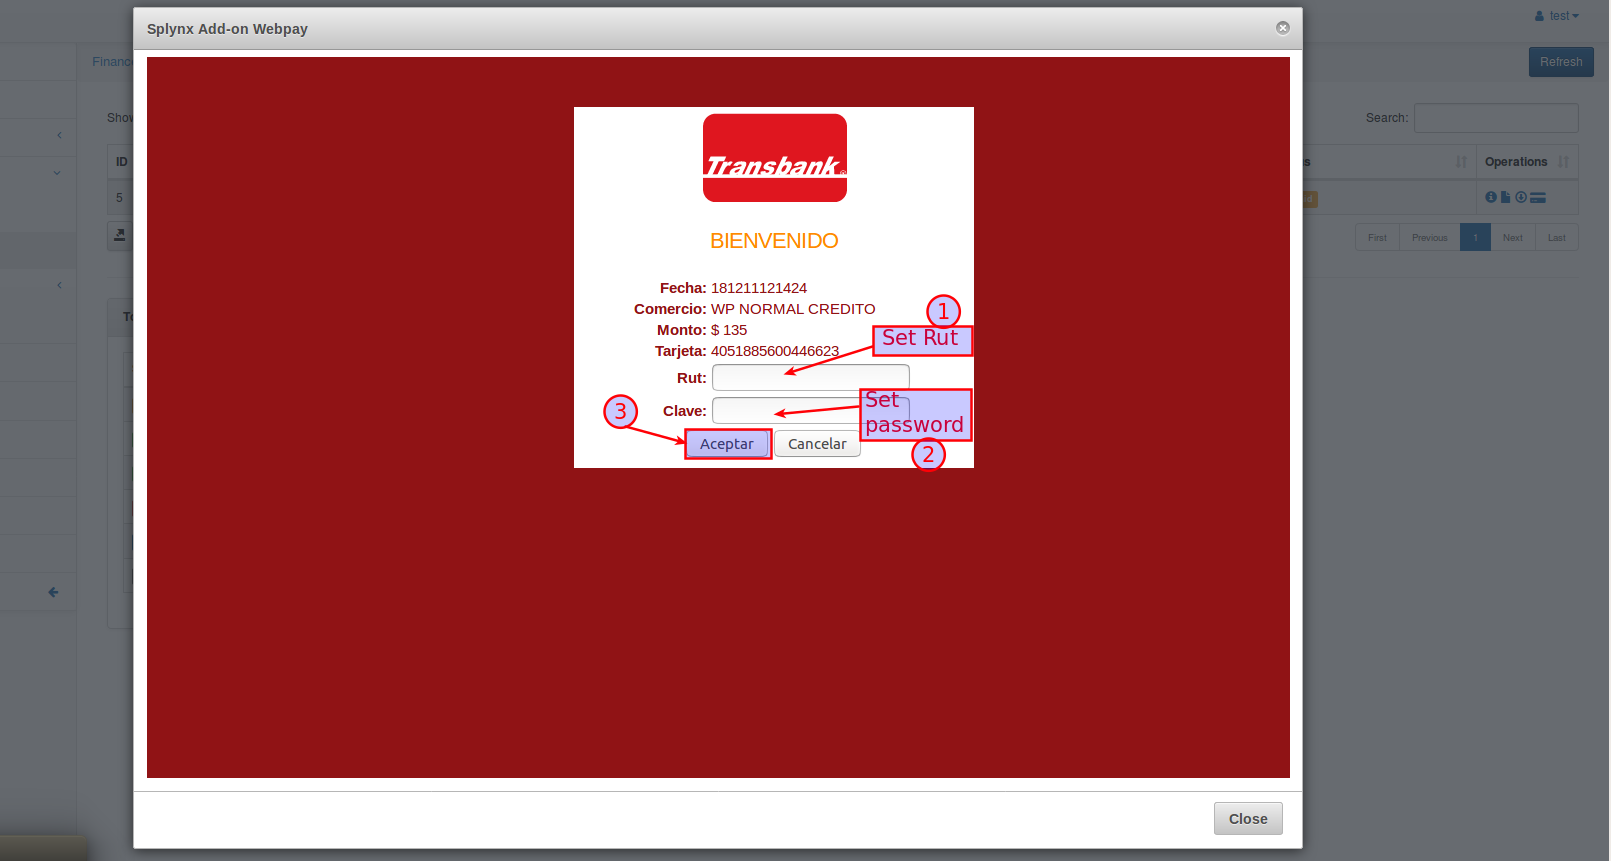 Splynx Add-on Webpay
test
Financ
Refresh
Show
Search:
ID
s
Operations
5
First
Previous
1
Next
Last
To
Transbank
BIENVENIDO
Fecha: 181211121424
Comercio: WP NORMAL CREDITO
Monto: $ 135
Tarjeta: 4051885600446623
1
Set Rut
Rut:
Clave:
Set
password
2
3
Aceptar
Cancelar
Close